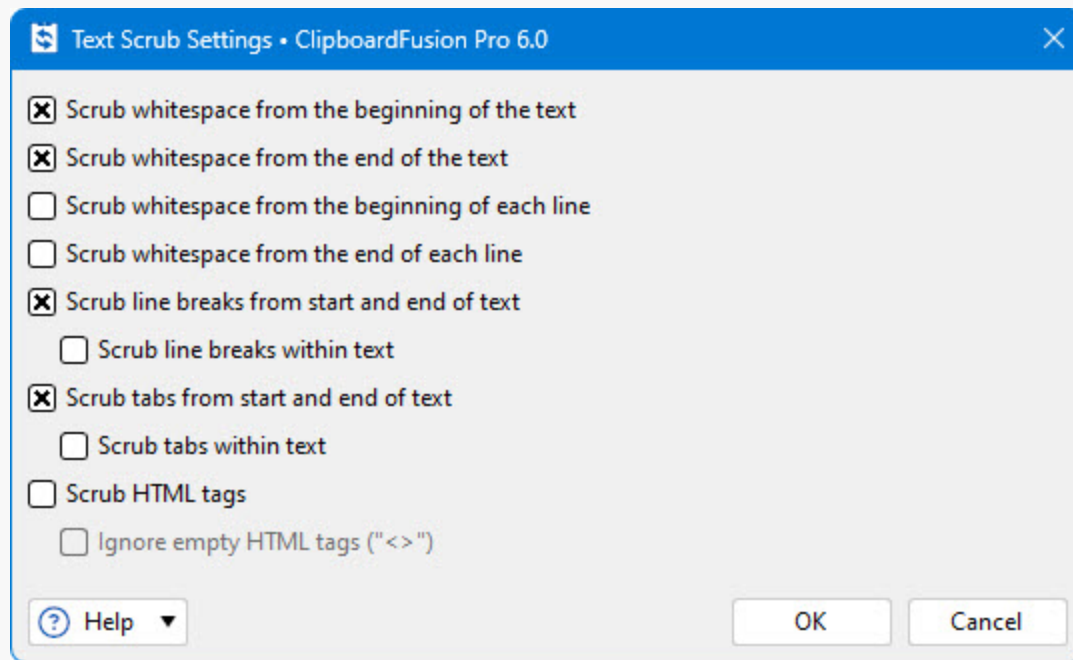 Text Scrub Settings • ClipboardFusion Pro 6.0
Scrub whitespace from the beginning of the text
Scrub whitespace from the end of the text
Scrub whitespace from the beginning of each line
Scrub whitespace from the end of each line
Scrub line breaks from start and end of text
Scrub line breaks within text
Scrub tabs from start and end of text
Scrub tabs within text
Scrub HTML tags
Ignore empty HTML tags ("<>")
Help OK Cancel